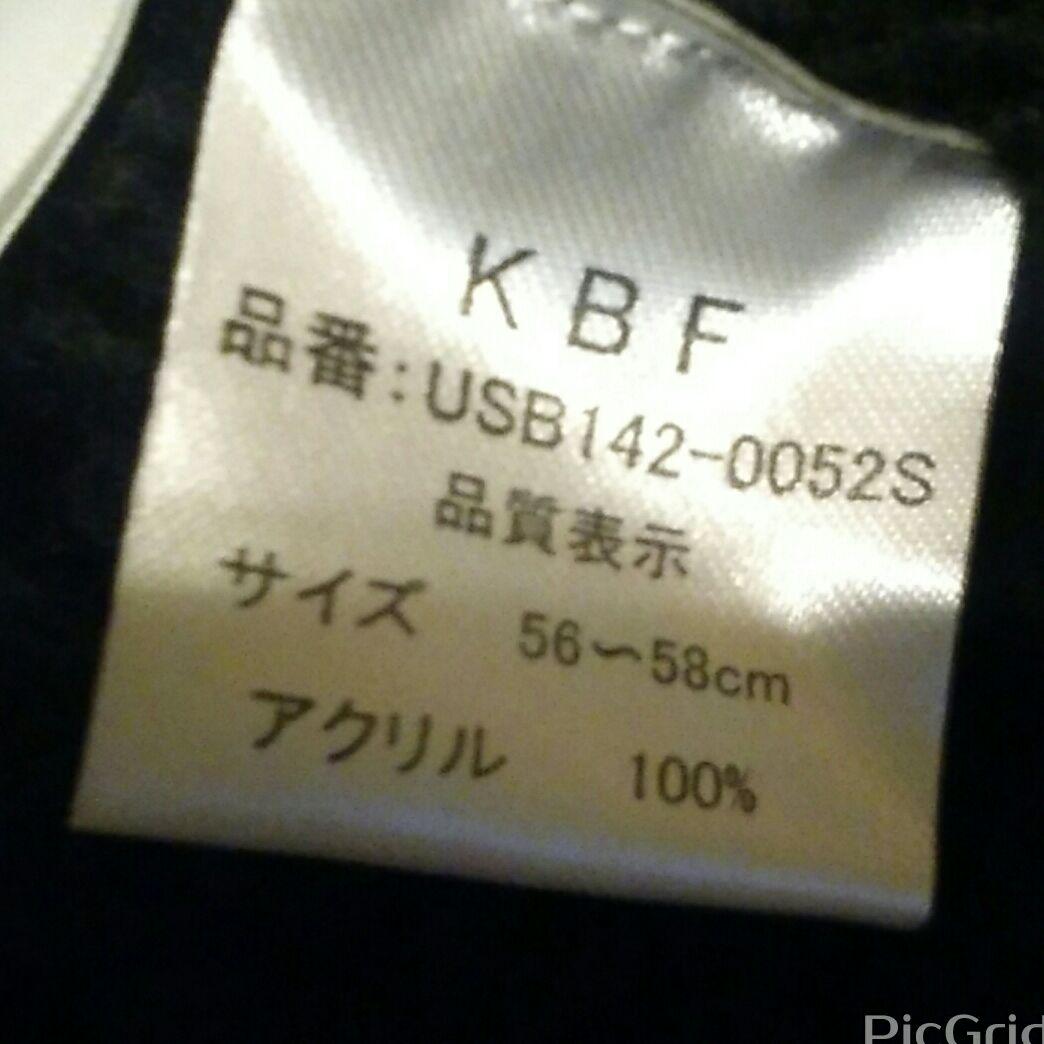 KBF
品番:USB142-0052S
品質表示
サイズ 56〜58cm
アクリル 100%
PicGrid